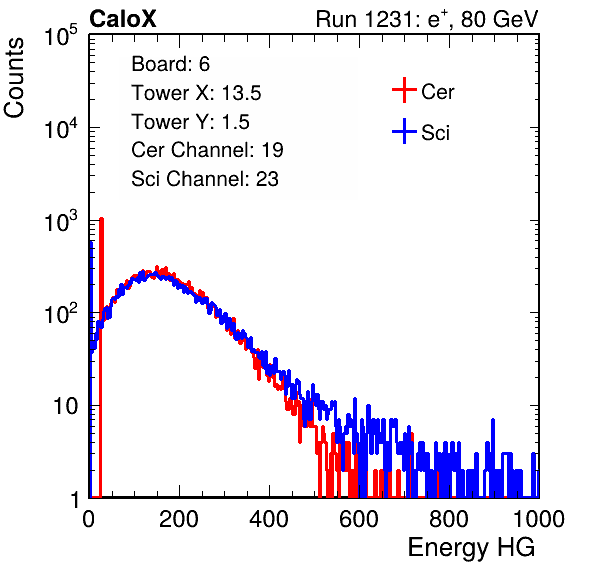 CaloX Run 1231: e⁺, 80 GeV
Counts
Board: 6
Tower X: 13.5
Tower Y: 1.5
Cer Channel: 19
Sci Channel: 23
Cer
Sci
10⁵
10⁴
10³
10²
10
1
0 200 400 600 800 1000
Energy HG